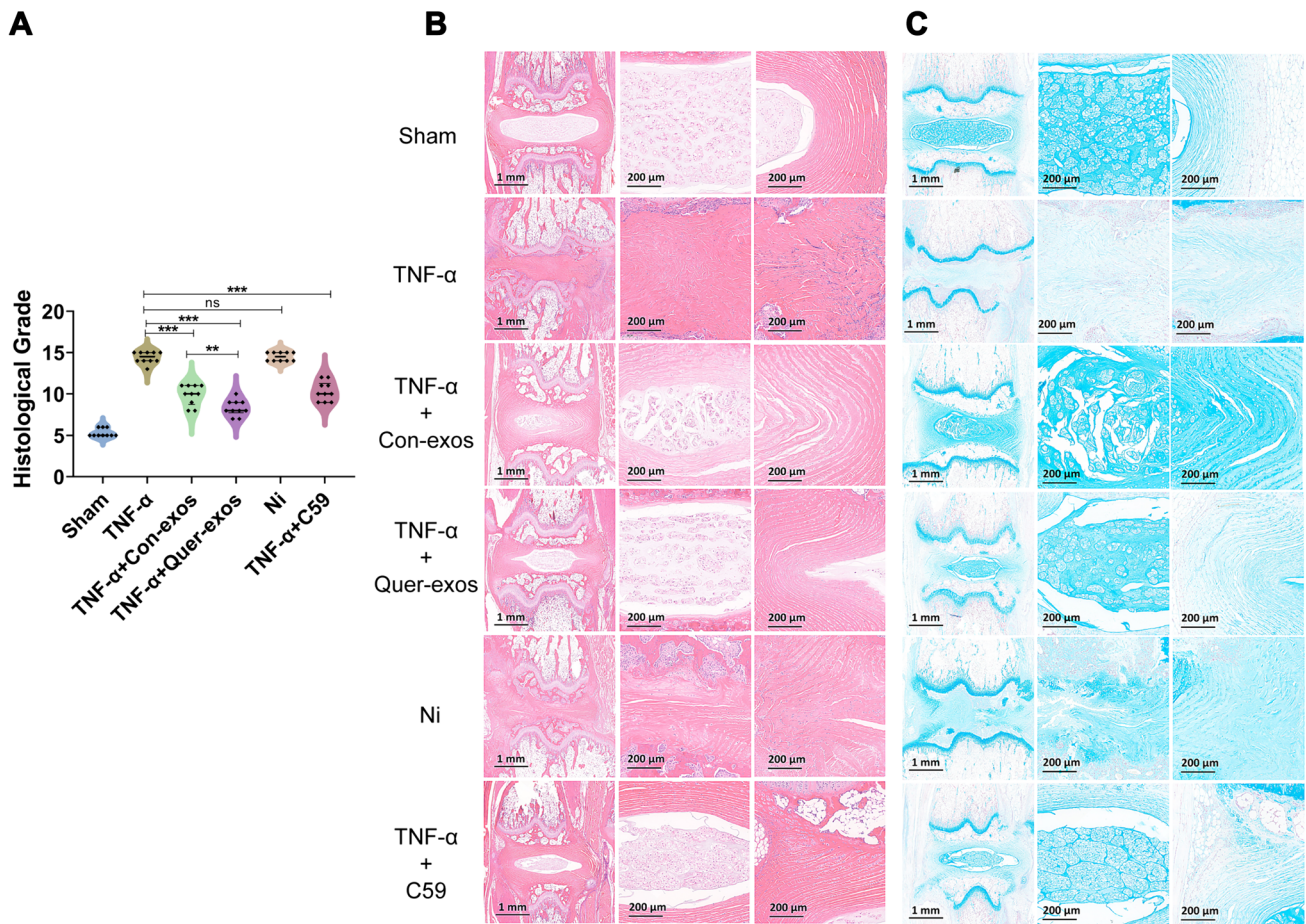 A
B
C
Histological Grade
20
15
10
5
0
***
ns
***
***
**
Sham
TNF-α
TNF-α+Con-exos
TNF-α+Quer-exos
Ni
TNF-α+C59
Sham
1 mm
200 μm
200 μm
1 mm
200 μm
200 μm
TNF-α
1 mm
200 μm
200 μm
1 mm
200 μm
200 μm
TNF-α
+
Con-exos
1 mm
200 μm
200 μm
1 mm
200 μm
200 μm
TNF-α
+
Quer-exos
1 mm
200 μm
200 μm
1 mm
200 μm
200 μm
Ni
1 mm
200 μm
200 μm
1 mm
200 μm
200 μm
TNF-α
+
C59
1 mm
200 μm
200 μm
1 mm
200 μm
200 μm